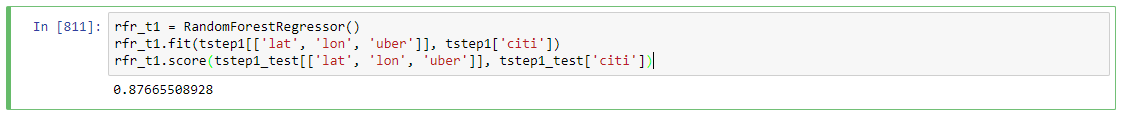 In [811]: rfr_t1 = RandomForestRegressor()
rfr_t1.fit(tstep1[['lat', 'lon', 'uber']], tstep1['citi'])
rfr_t1.score(tstep1_test[['lat', 'lon', 'uber']], tstep1_test['citi'])
0.87665508928